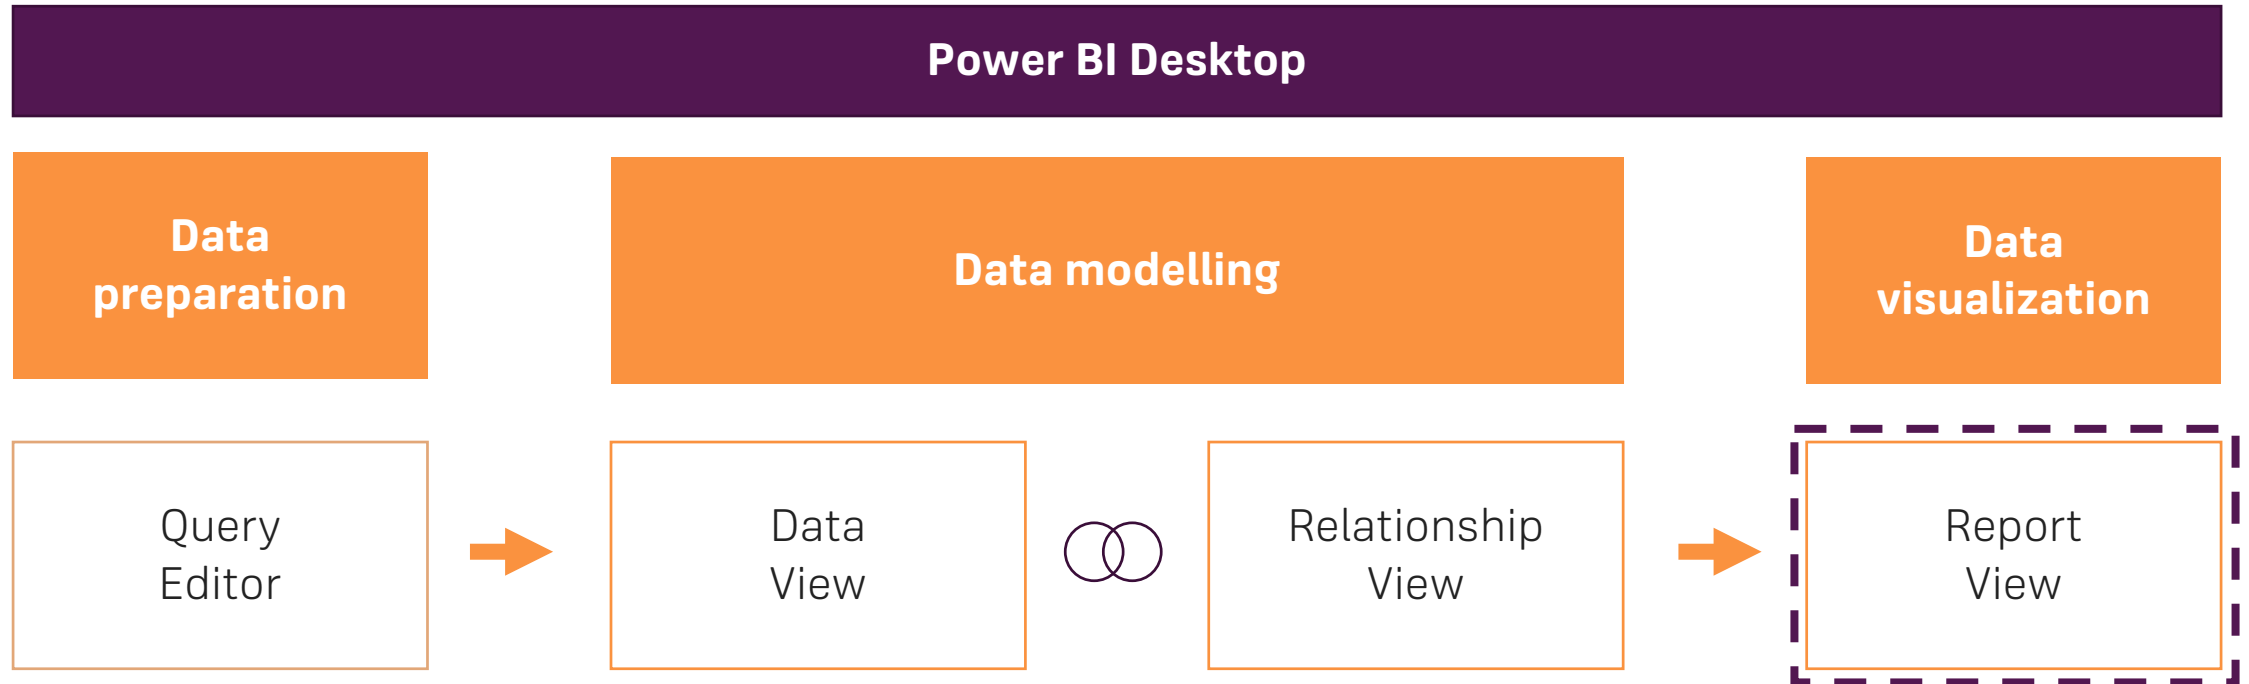 Power BI Desktop
Data
preparation
Data modelling
Data
visualization
Query
Editor
Data
View
Relationship
View
Report
View